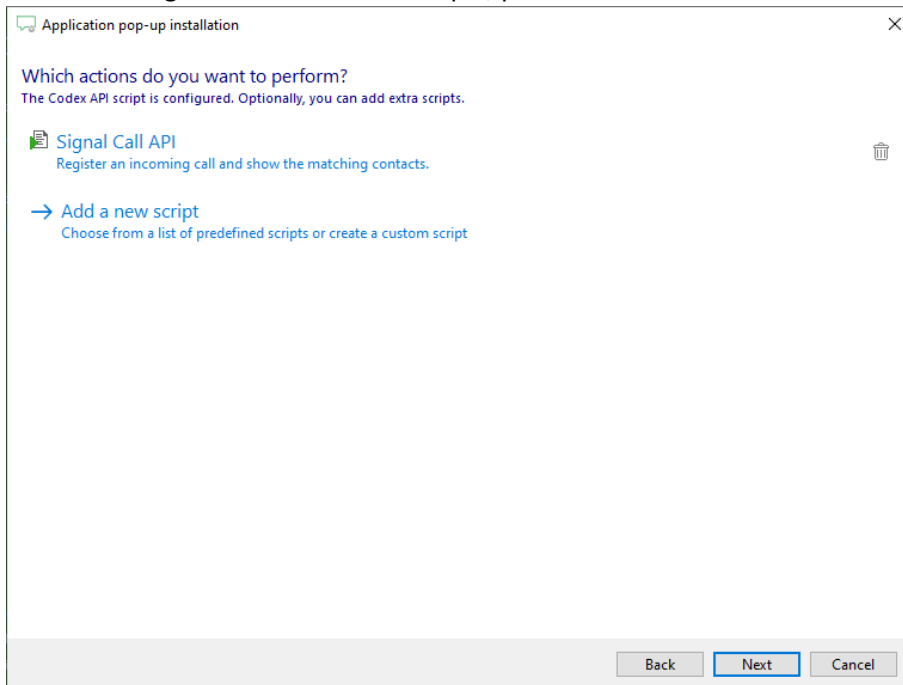 Application pop-up installation
Which actions do you want to perform?
The Codex API script is configured. Optionally, you can add extra scripts.
Signal Call API
Register an incoming call and show the matching contacts.
Add a new script
Choose from a list of predefined scripts or create a custom script
Back Next Cancel